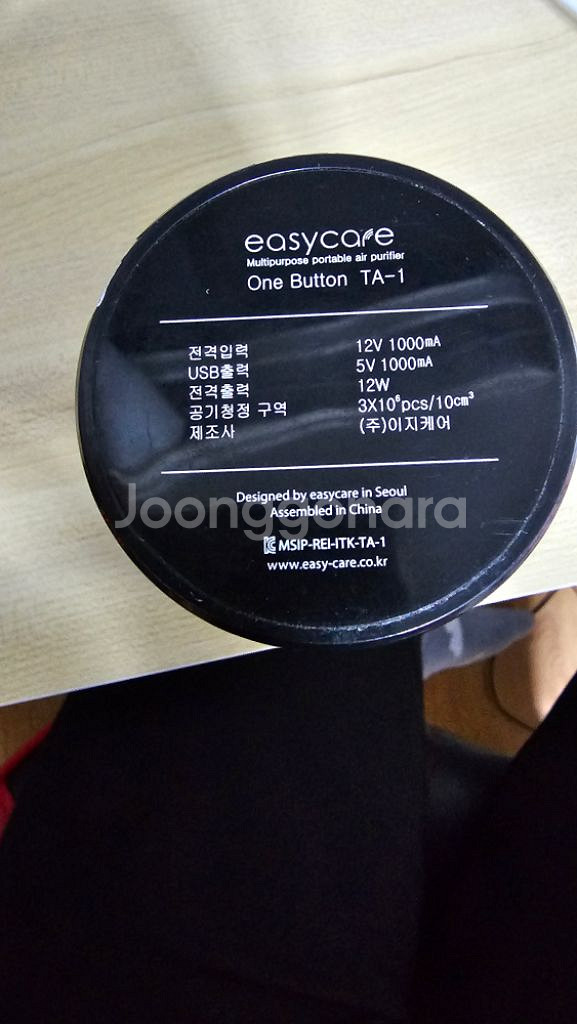 easycare
Multipurpose portable air purifier
One Button TA-1
전격입력 12V 1000mA
USB출력 5V 1000mA
전격출력 12W
공기청정 구역 3X10⁶pcs/10cm³
제조사 (주)이지케어
Designed by easycare in Seoul
Assembled in China
Joonggonara
MSIP-REI-ITK-TA-1
www.easy-care.co.kr